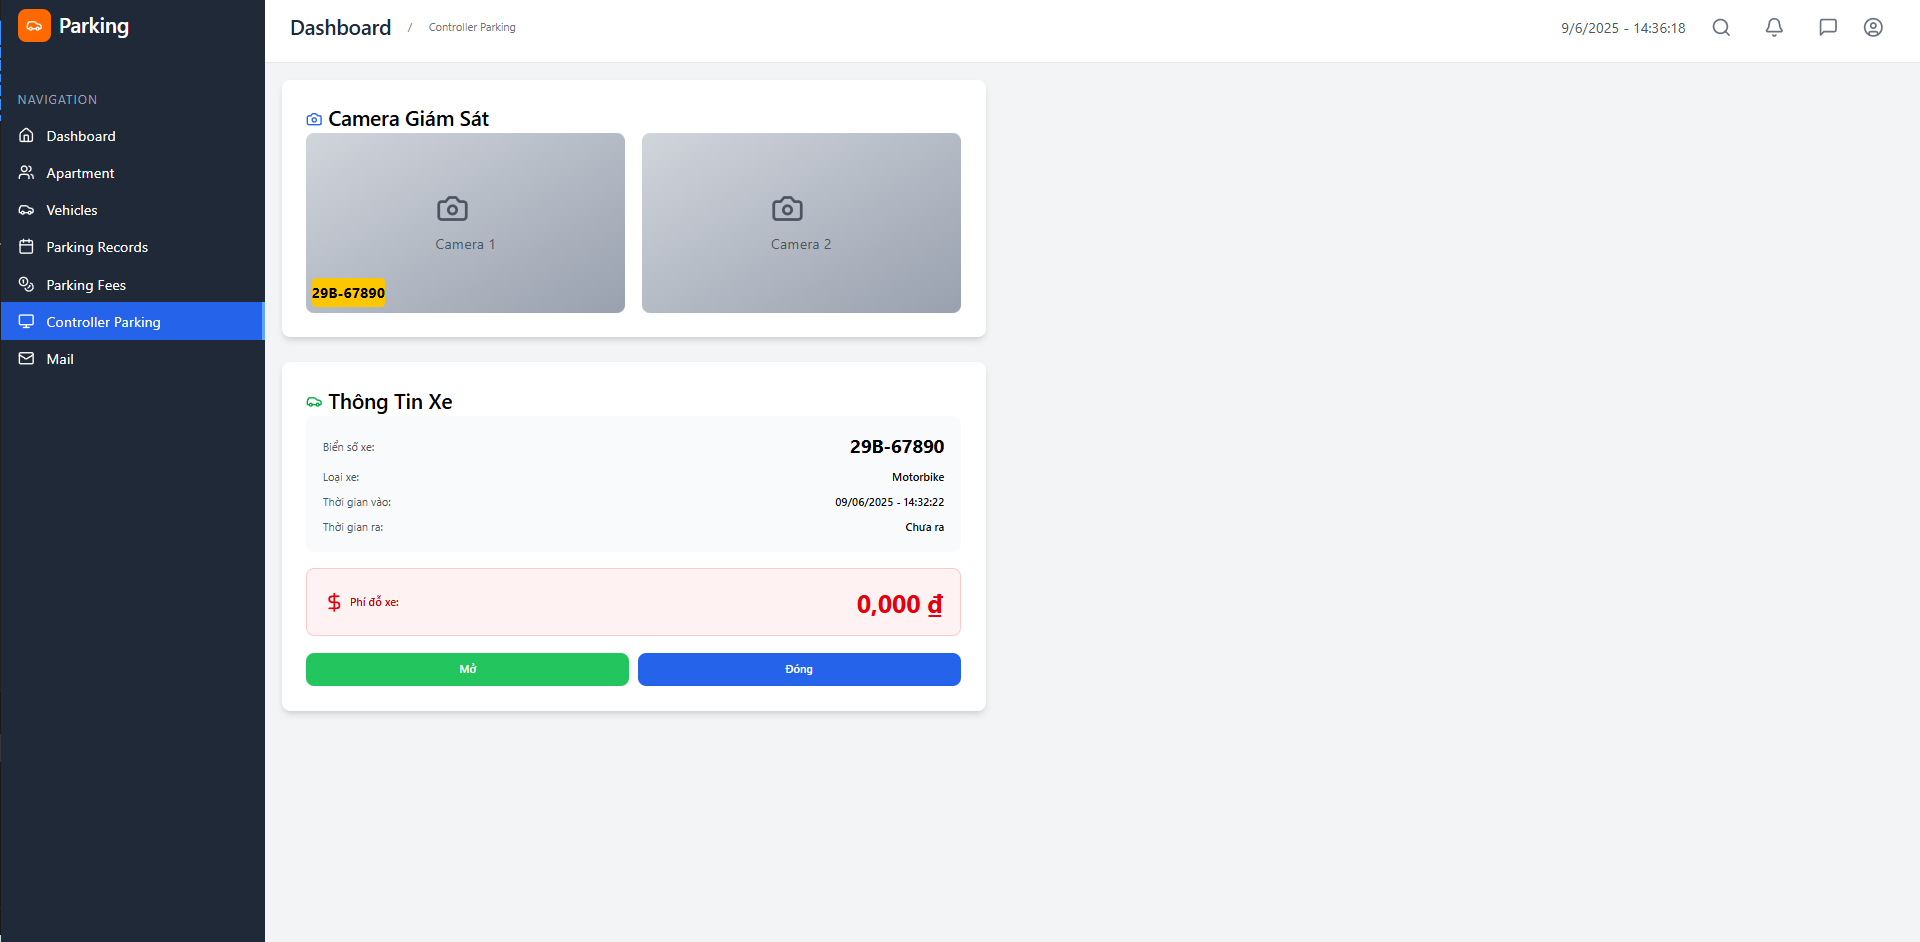 Parking
Dashboard / Controller Parking
9/6/2025 - 14:36:18
NAVIGATION
Dashboard
Apartment
Vehicles
Parking Records
Parking Fees
Controller Parking
Mail
Camera Giám Sát
Camera 1
29B-67890
Camera 2
Thông Tin Xe
Biển số xe: 29B-67890
Loại xe: Motorbike
Thời gian vào: 09/06/2025 - 14:32:22
Thời gian ra: Chưa ra
$ Phí đỗ xe: 0,000 ₫
Mở
Đóng